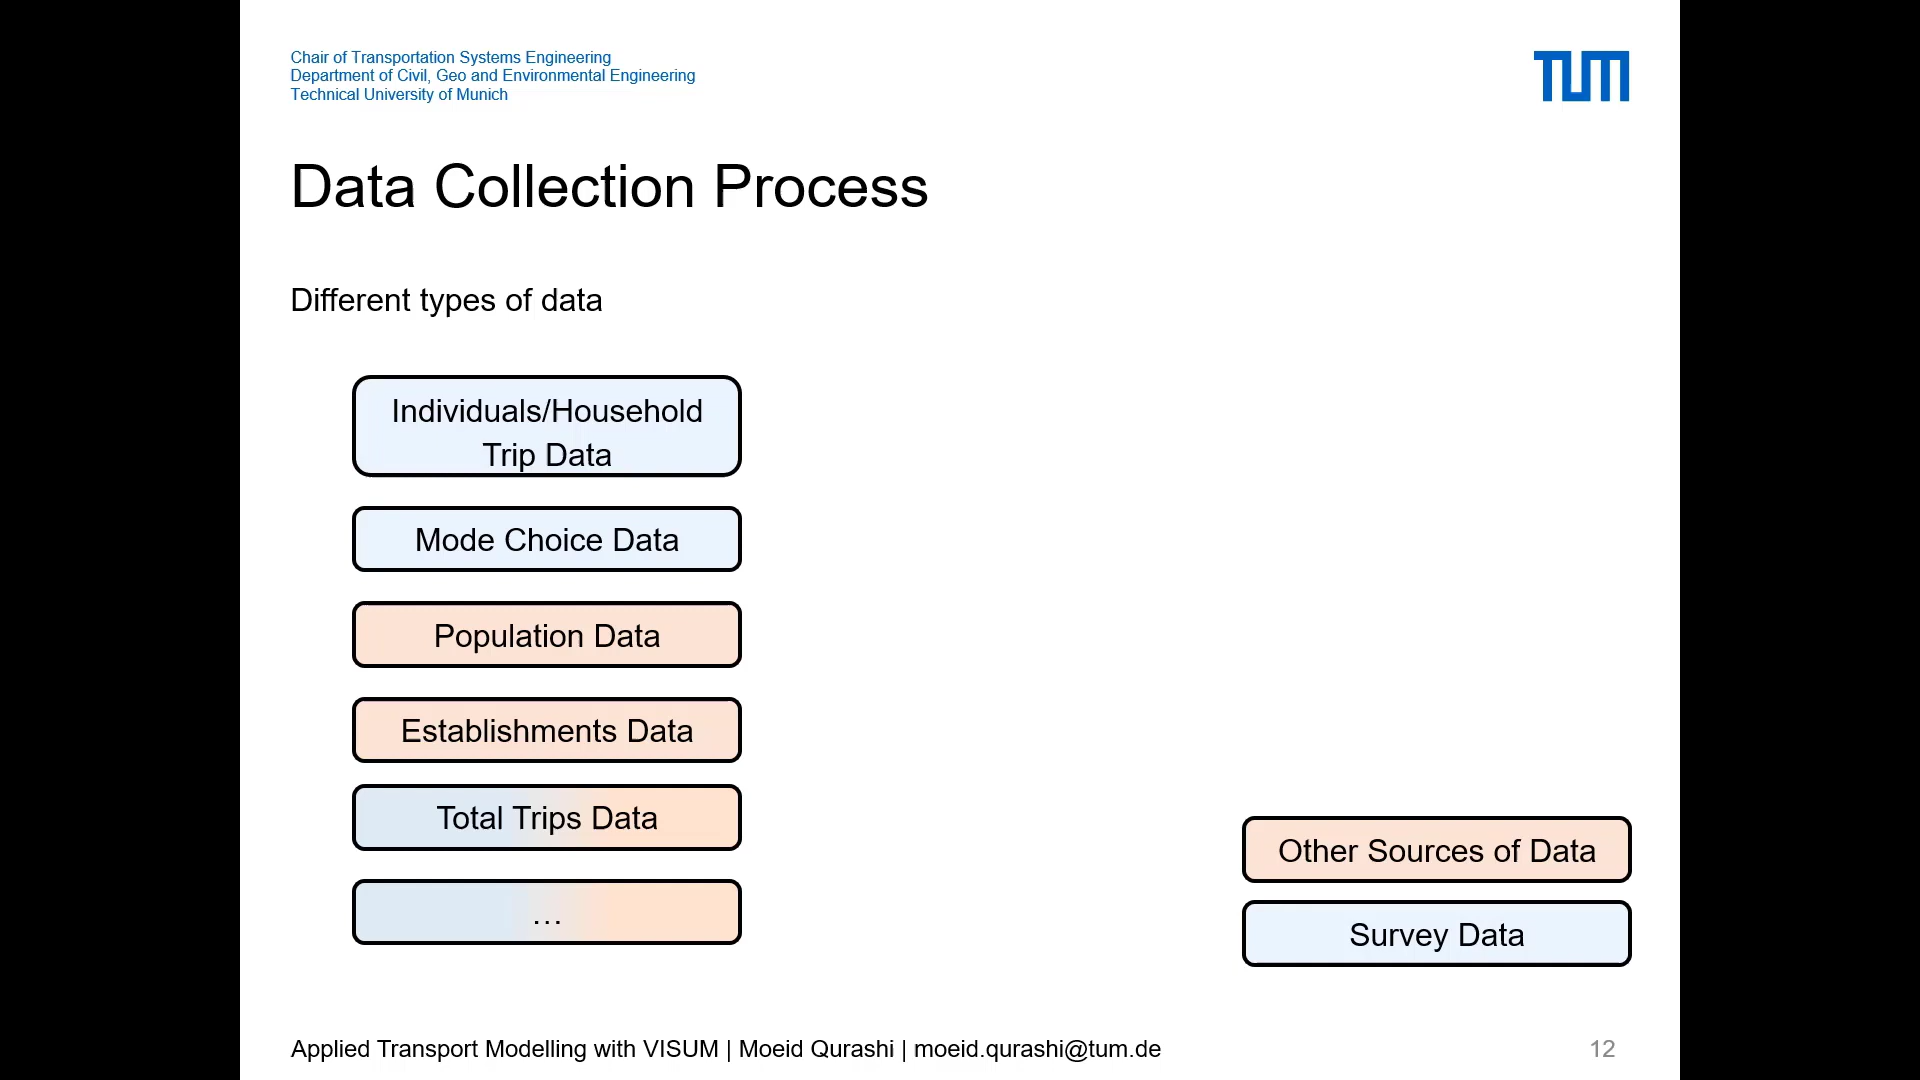 Chair of Transportation Systems Engineering
Department of Civil, Geo and Environmental Engineering
Technical University of Munich
TUM
Data Collection Process
Different types of data
Individuals/Household
Trip Data
Mode Choice Data
Population Data
Establishments Data
Total Trips Data
…
Other Sources of Data
Survey Data
Applied Transport Modelling with VISUM | Moeid Qurashi | moeid.qurashi@tum.de
12